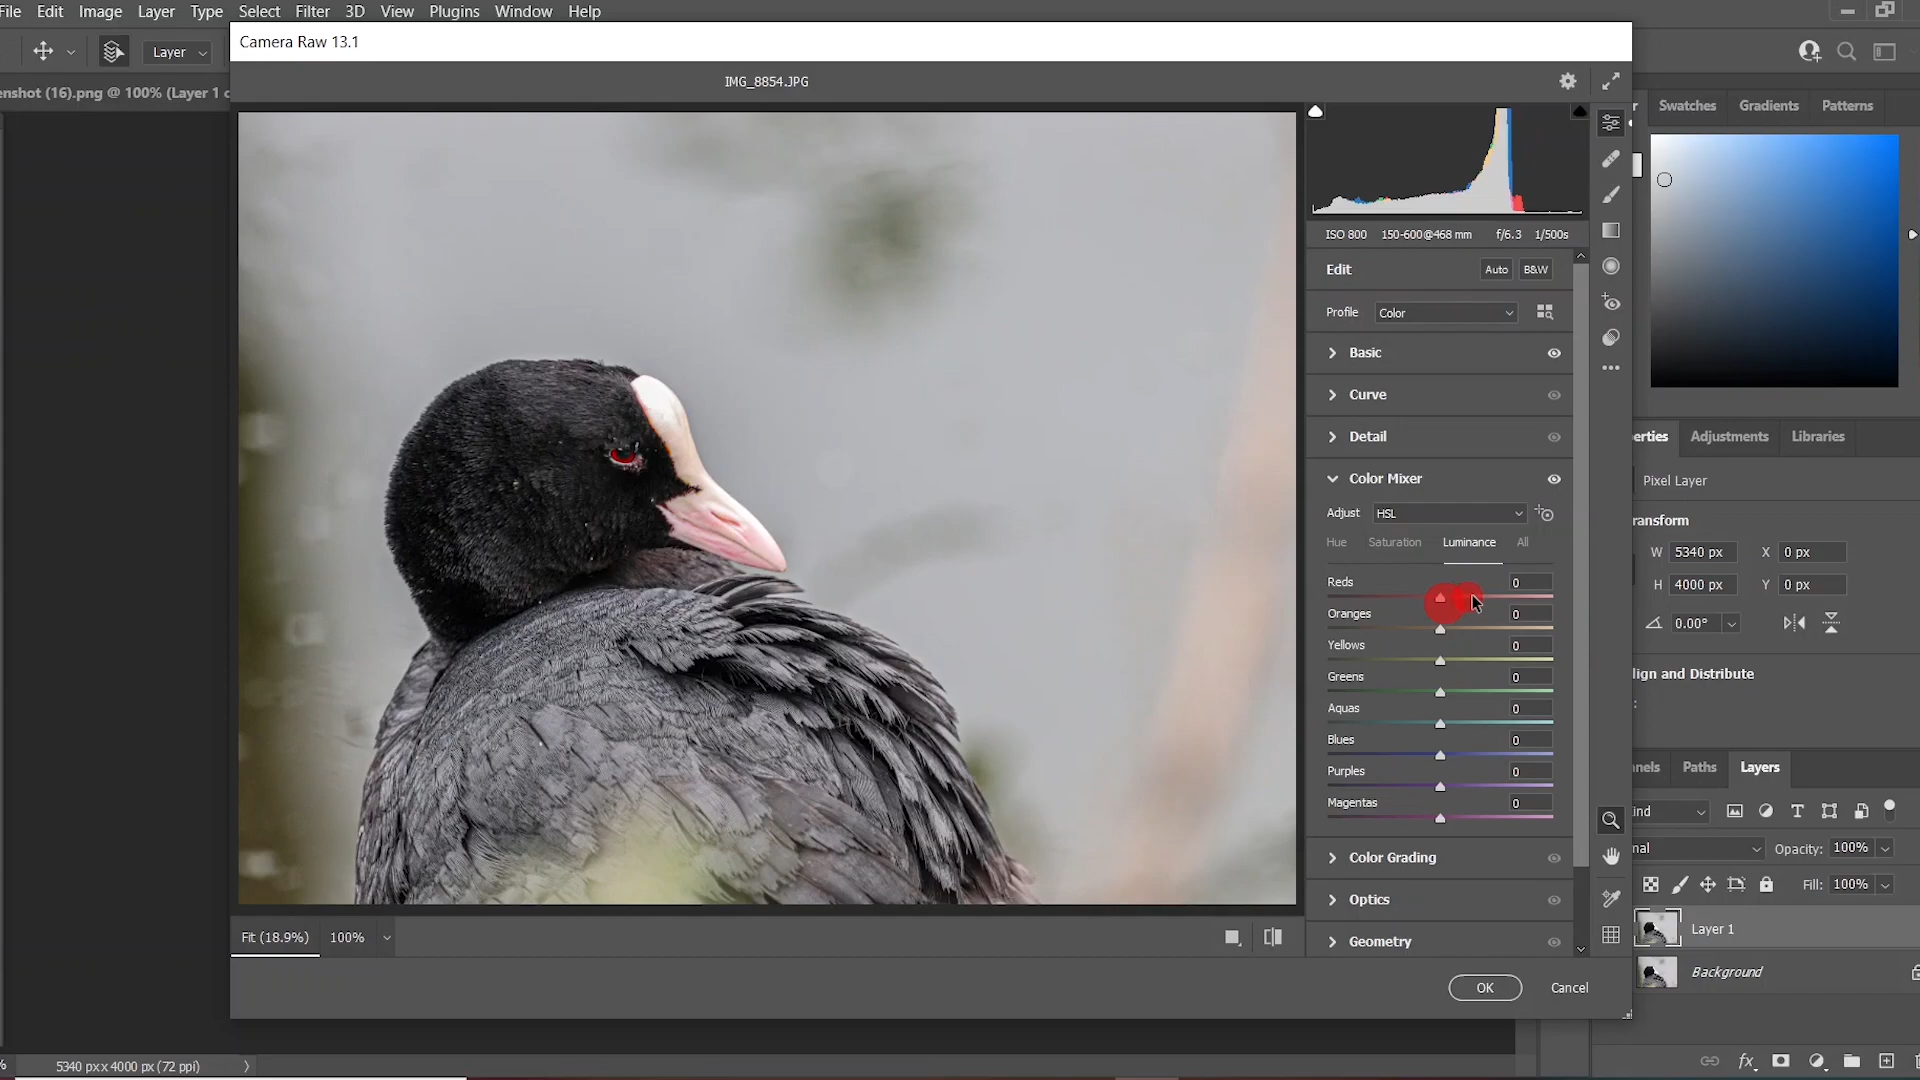 File Edit Image Layer Type Select Filter 3D View Plugins Window Help
Camera Raw 13.1
Layer
IMG_8854.JPG
enshot (16).png @ 100% (Layer 1 c
Swatches Gradients Patterns
ISO 800 150-600@468 mm f/6.3 1/500s
Edit Auto B&W
Profile Color
Basic
Curve
Detail
erties Adjustments Libraries
Color Mixer
Pixel Layer
Adjust HSL
ransform
Hue Saturation Luminance All
W 5340 px X 0 px
Reds 0
H 4000 px Y 0 px
Oranges 0
0.00°
Yellows 0
Greens 0
lign and Distribute
Aquas 0
:
Blues 0
Purples 0
nnels Paths Layers
Magentas 0
ind
Color Grading
nal Opacity: 100%
Fill: 100%
Optics
Layer 1
Fit (18.9%) 100%
Geometry
Background
OK Cancel
% 5340 px x 4000 px (72 ppi)
fx